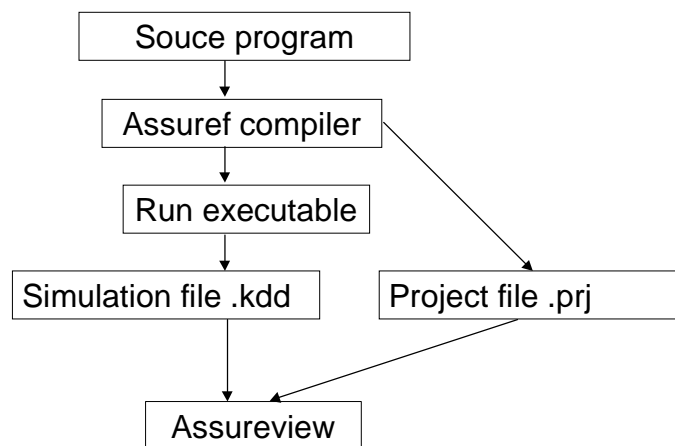 Souce program
Assuref compiler
Run executable
Simulation file .kdd
Project file .prj
Assureview